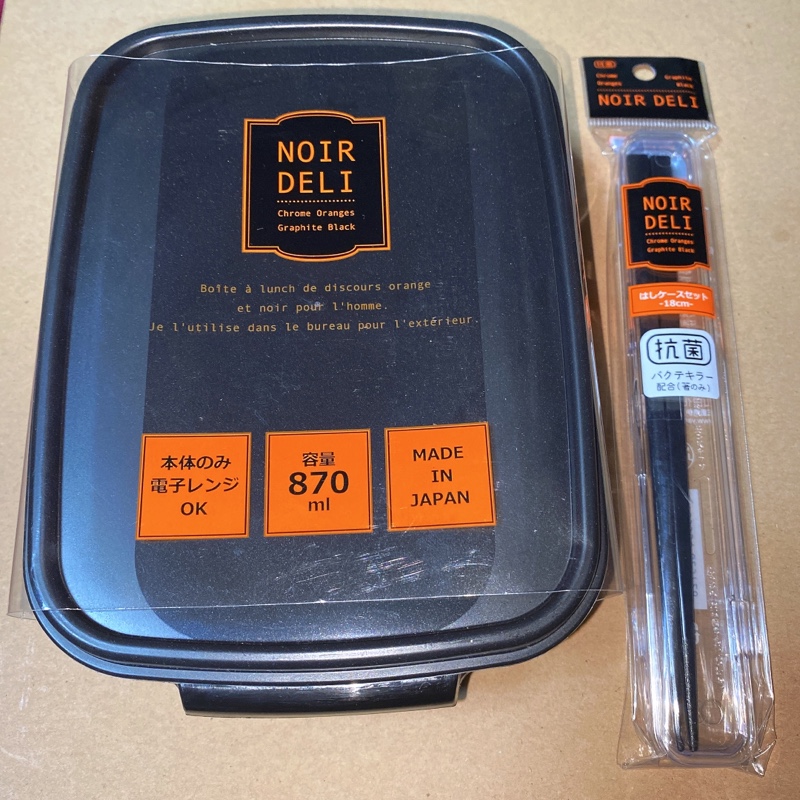 NOIR
DELI
Chrome Oranges
Graphite Black
Boîte à lunch de discours orange
et noir pour l'homme.
Je l'utilise dans le bureau pour l'extérieur.
本体のみ
電子レンジ
OK
容量
870
ml
MADE
IN
JAPAN
抗菌
Chrome
Oranges
Graphite
Black
NOIR DELI
NOIR
DELI
Chrome Oranges
Graphite Black
はしケースセット
-18cm-
抗菌
バクテキラー
配合(箸のみ)